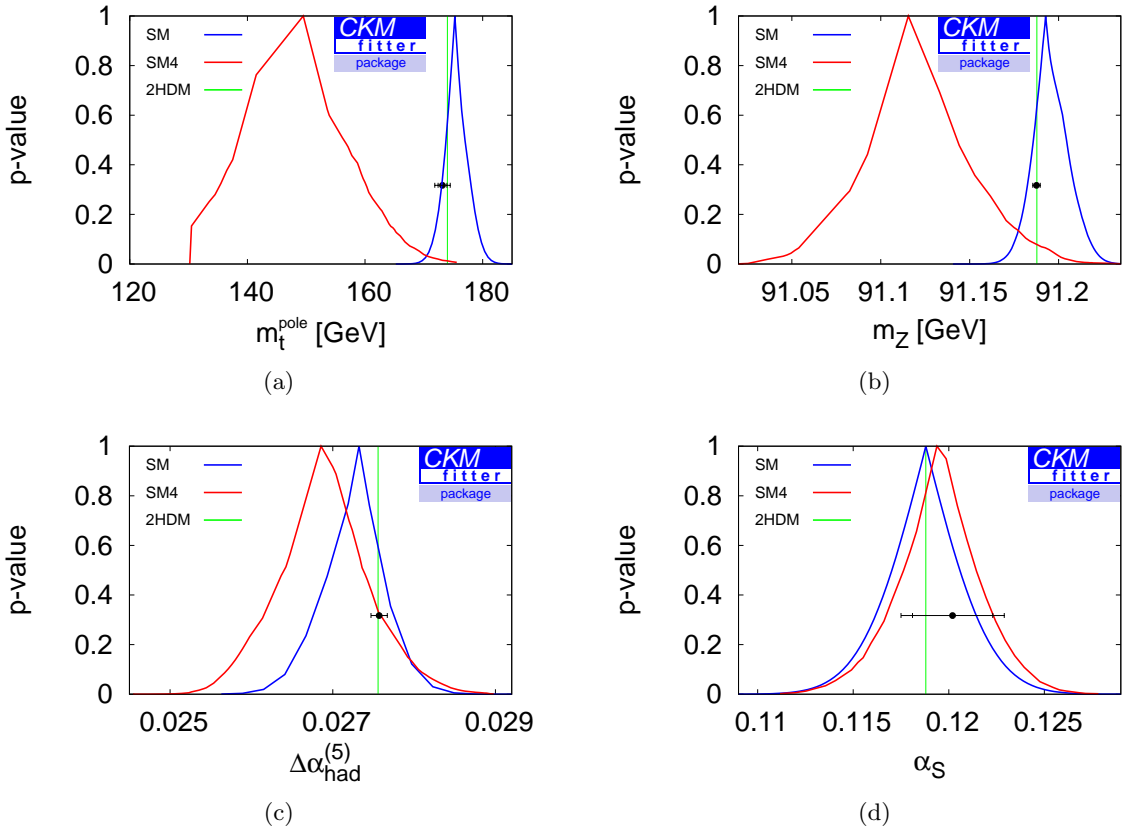 p-value
1
0.8
0.6
0.4
0.2
0
SM
SM4
2HDM
CKM
fitter
package
120
140
160
180
m_t^pole [GeV]
(a)
p-value
1
0.8
0.6
0.4
0.2
0
SM
SM4
2HDM
CKM
fitter
package
91.05
91.1
91.15
91.2
m_Z [GeV]
(b)
p-value
1
0.8
0.6
0.4
0.2
0
SM
SM4
2HDM
CKM
fitter
package
0.025
0.027
0.029
Δα_had^(5)
(c)
p-value
1
0.8
0.6
0.4
0.2
0
SM
SM4
2HDM
CKM
fitter
package
0.11
0.115
0.12
0.125
α_S
(d)